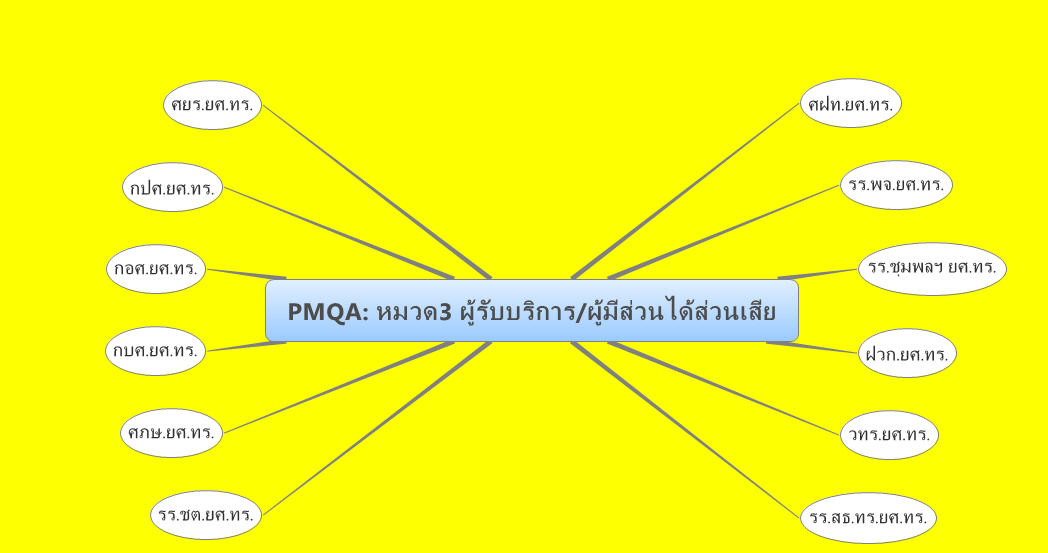 ศยร.ยศ.ทร.
ศฝท.ยศ.ทร.
กปศ.ยศ.ทร.
รร.พจ.ยศ.ทร.
กอศ.ยศ.ทร.
รร.ชุมพลฯ ยศ.ทร.
PMQA: หมวด3 ผู้รับบริการ/ผู้มีส่วนได้ส่วนเสีย
กบศ.ยศ.ทร.
ฝวก.ยศ.ทร.
ศภษ.ยศ.ทร.
วทร.ยศ.ทร.
รร.ชต.ยศ.ทร.
รร.สธ.ทร.ยศ.ทร.